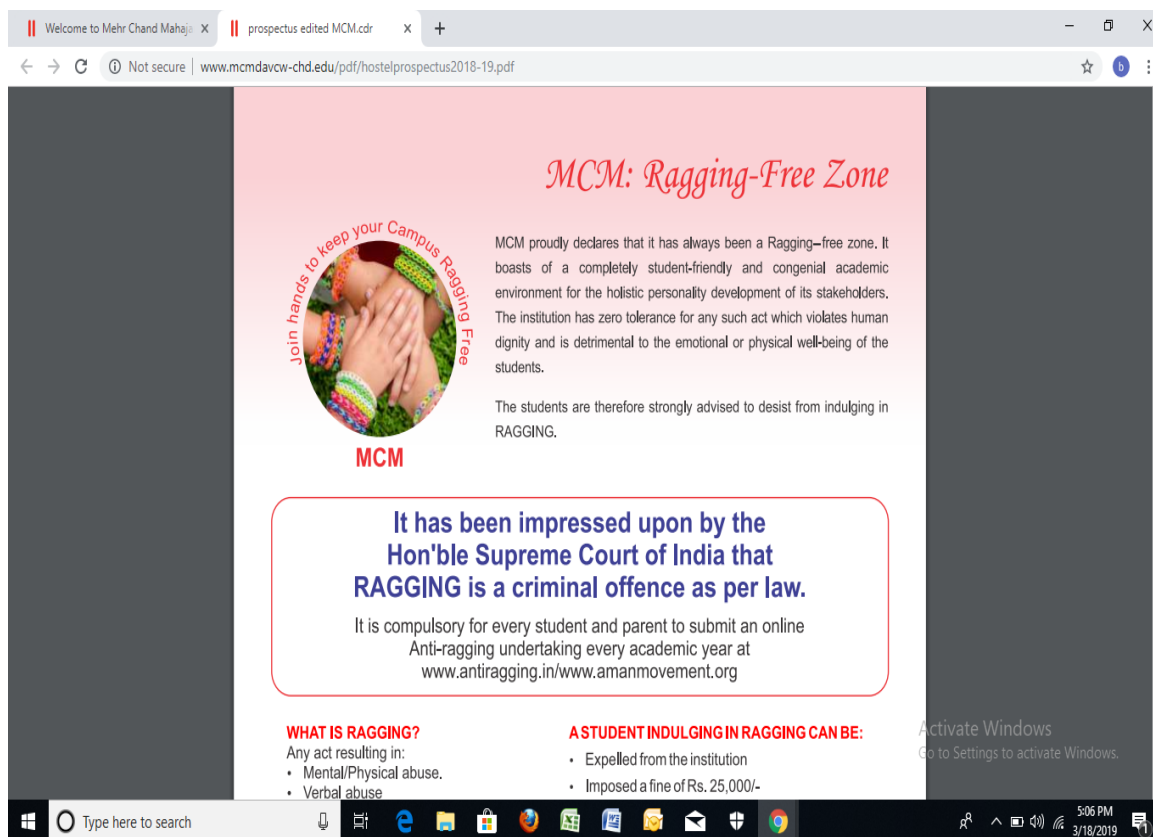 Welcome to Mehr Chand Mahaja
prospectus edited MCM.cdr
Not secure | www.mcmdavcw-chd.edu/pdf/hostelprospectus2018-19.pdf
b
MCM: Ragging-Free Zone
Join hands to keep your Campus Ragging Free
MCM
MCM proudly declares that it has always been a Ragging–free zone. It
boasts of a completely student-friendly and congenial academic
environment for the holistic personality development of its stakeholders.
The institution has zero tolerance for any such act which violates human
dignity and is detrimental to the emotional or physical well-being of the
students.
The students are therefore strongly advised to desist from indulging in
RAGGING.
It has been impressed upon by the
Hon'ble Supreme Court of India that
RAGGING is a criminal offence as per law.
It is compulsory for every student and parent to submit an online
Anti-ragging undertaking every academic year at
www.antiragging.in/www.amanmovement.org
WHAT IS RAGGING?
Any act resulting in:
• Mental/Physical abuse.
• Verbal abuse
A STUDENT INDULGING IN RAGGING CAN BE:
• Expelled from the institution
• Imposed a fine of Rs. 25,000/-
Activate Windows
Go to Settings to activate Windows.
Type here to search
5:06 PM
3/18/2019
1